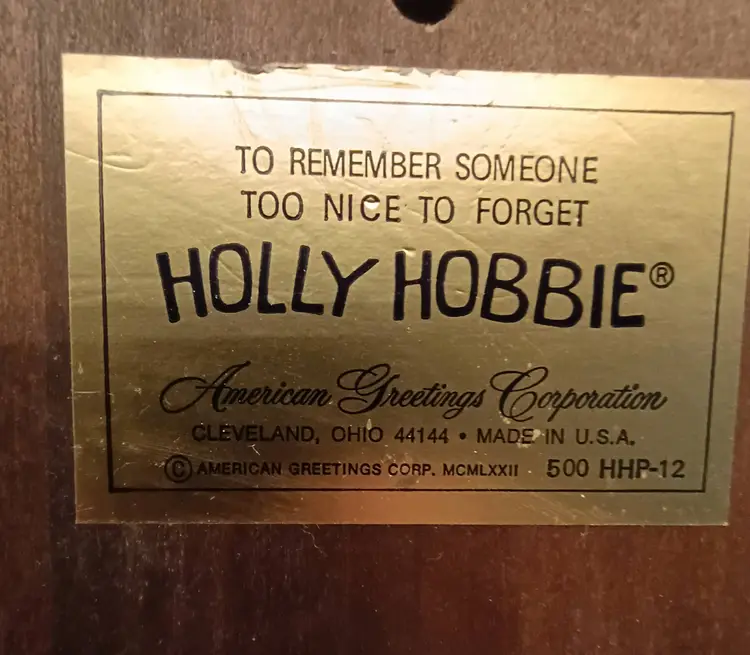 TO REMEMBER SOMEONE
TOO NICE TO FORGET
HOLLY HOBBIE®
American Greetings Corporation
CLEVELAND, OHIO 44144 • MADE IN U.S.A.
© AMERICAN GREETINGS CORP. MCMLXXII 500 HHP-12